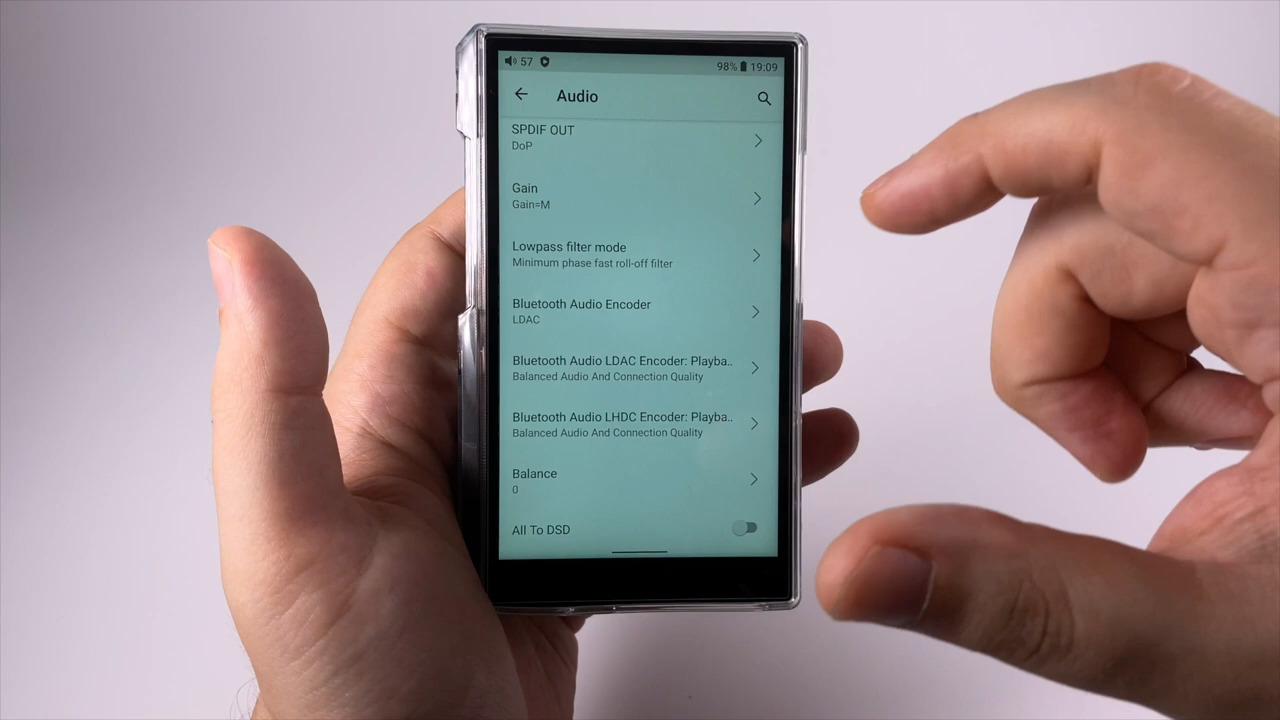 57
98% 19:09
Audio
SPDIF OUT
DoP
Gain
Gain=M
Lowpass filter mode
Minimum phase fast roll-off filter
Bluetooth Audio Encoder
LDAC
Bluetooth Audio LDAC Encoder: Playba..
Balanced Audio And Connection Quality
Bluetooth Audio LHDC Encoder: Playba..
Balanced Audio And Connection Quality
Balance
0
All To DSD